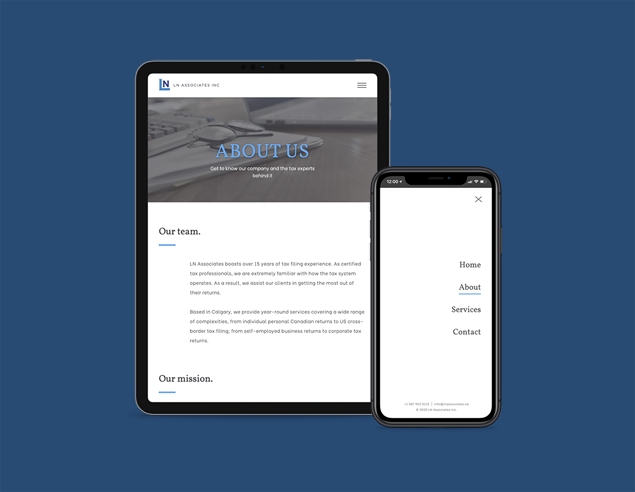 LN ASSOCIATES INC
ABOUT US
Get to know our company and the tax experts
behind it
Our team.
LN Associates boasts over 15 years of tax filing experience. As certified
tax professionals, we are extremely familiar with how the tax system
operates. As a result, we assist our clients in getting the most out of
their returns.
Based in Calgary, we provide year-round services covering a wide range
of complexities, from individual personal Canadian returns to US cross-
border tax filing; from self-employed business returns to corporate tax
returns.
Our mission.
12:00
Home
About
Services
Contact
© 2020 LN Associates Inc.